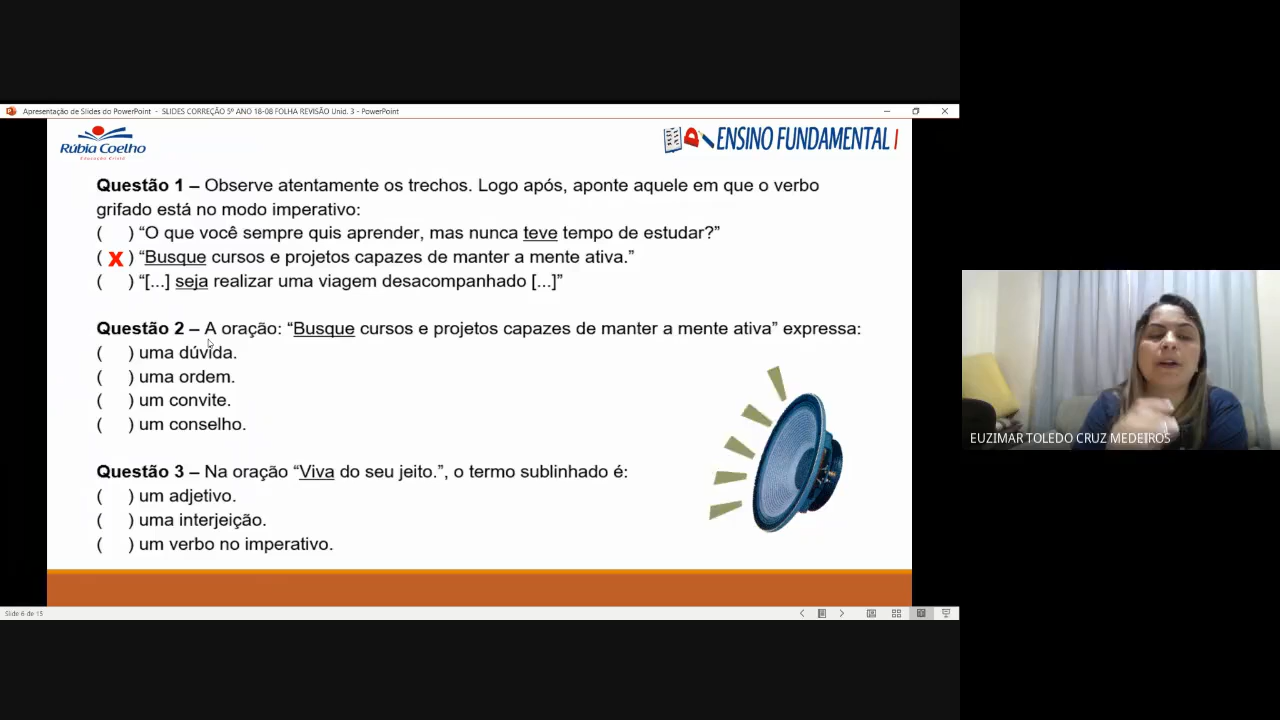 Apresentação de Slides do PowerPoint - SLIDES CORREÇÃO 5º ANO 16-08 FOLHA REVISÃO Unid. 3 - PowerPoint
Rúbia Coelho
Educação Cristã
ENSINO FUNDAMENTAL I
Questão 1 – Observe atentamente os trechos. Logo após, aponte aquele em que o verbo
grifado está no modo imperativo:
( ) “O que você sempre quis aprender, mas nunca teve tempo de estudar?”
( X ) “Busque cursos e projetos capazes de manter a mente ativa.”
( ) “[...] seja realizar uma viagem desacompanhado [...]”
Questão 2 – A oração: “Busque cursos e projetos capazes de manter a mente ativa” expressa:
( ) uma dúvida.
( ) uma ordem.
( ) um convite.
( ) um conselho.
Questão 3 – Na oração “Viva do seu jeito.”, o termo sublinhado é:
( ) um adjetivo.
( ) uma interjeição.
( ) um verbo no imperativo.
Slide 6 de 15
EUZIMAR TOLEDO CRUZ MEDEIROS